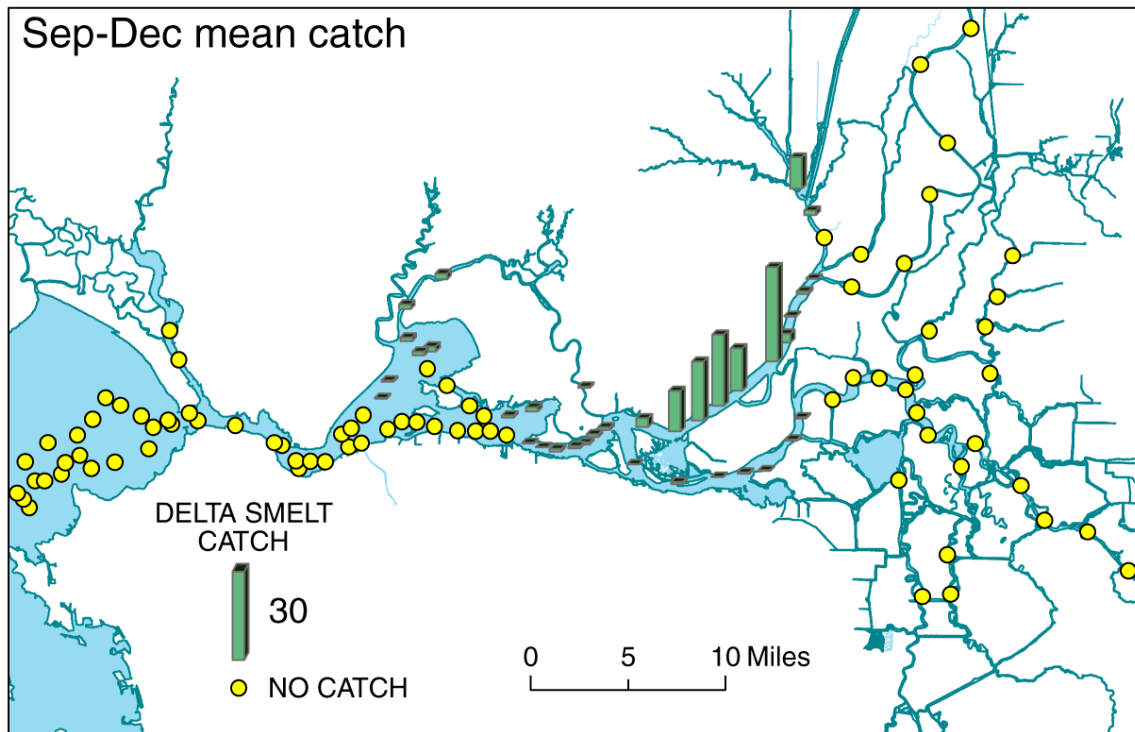 Sep-Dec mean catch
DELTA SMELT
CATCH
30
NO CATCH
0 5 10 Miles